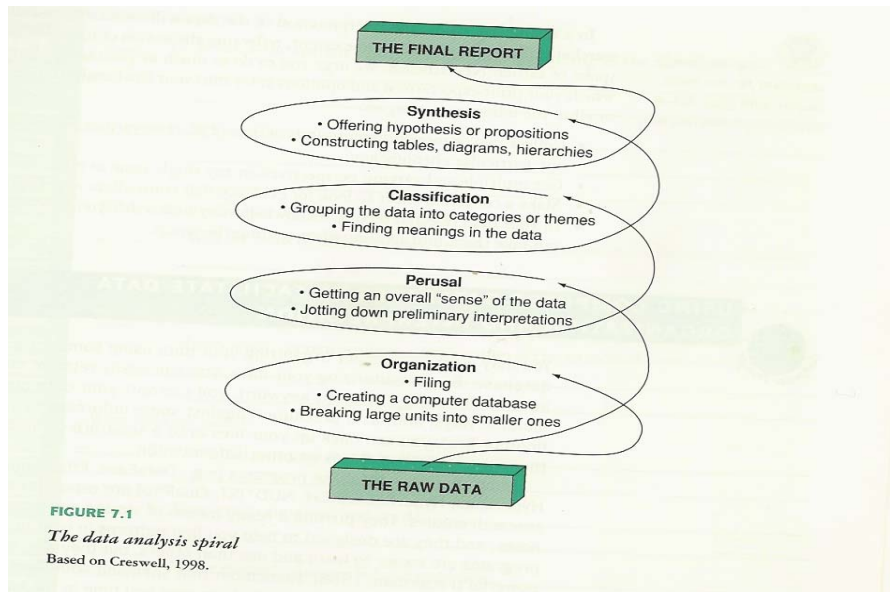 THE FINAL REPORT
Synthesis
• Offering hypothesis or propositions
• Constructing tables, diagrams, hierarchies
Classification
• Grouping the data into categories or themes
• Finding meanings in the data
Perusal
• Getting an overall “sense” of the data
• Jotting down preliminary interpretations
Organization
• Filing
• Creating a computer database
• Breaking large units into smaller ones
THE RAW DATA
FIGURE 7.1
The data analysis spiral
Based on Creswell, 1998.